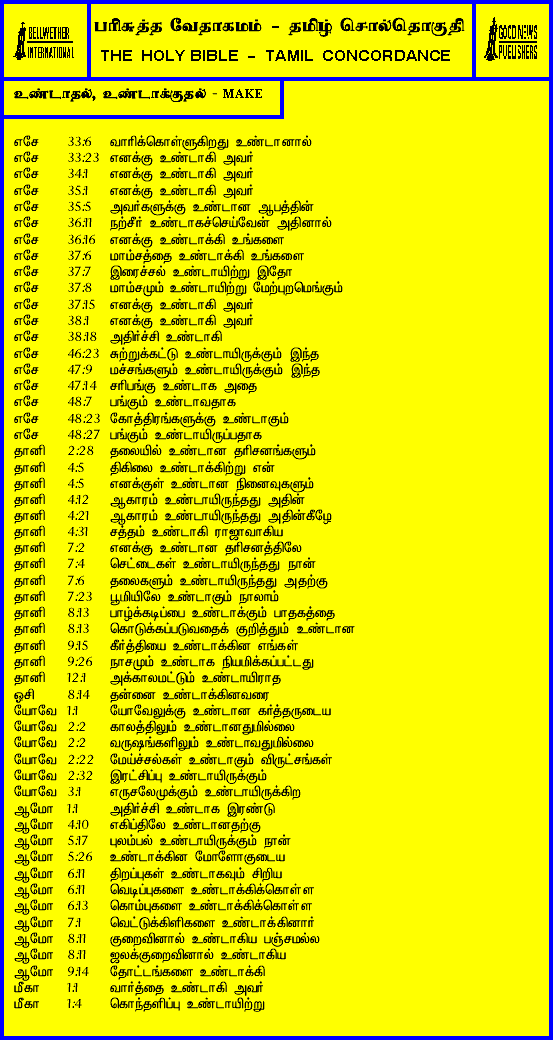 BELLWETHER INTERNATIONAL
பரிசுத்த வேதாகமம் - தமிழ் சொல்தொகுதி
THE HOLY BIBLE - TAMIL CONCORDANCE
GOOD NEWS PUBLISHERS
உண்டாதல், உண்டாக்குதல் - MAKE
எசே 33:6 வாரிக்கொள்ளுகிறது உண்டானால்
எசே 33:23 எனக்கு உண்டாகி அவர்
எசே 34:1 எனக்கு உண்டாகி அவர்
எசே 35:1 எனக்கு உண்டாகி அவர்
எசே 35:5 அவர்களுக்கு உண்டான ஆபத்தின்
எசே 36:11 நற்சீர் உண்டாகச்செய்வேன் அதினால்
எசே 36:16 எனக்கு உண்டாக்கி உங்களை
எசே 37:6 மாம்சத்தை உண்டாக்கி உங்களை
எசே 37:7 இரைச்சல் உண்டாயிற்று இதோ
எசே 37:8 மாம்சமும் உண்டாயிற்று மேற்புறமெங்கும்
எசே 37:15 எனக்கு உண்டாகி அவர்
எசே 38:1 எனக்கு உண்டாகி அவர்
எசே 38:18 அதிர்ச்சி உண்டாகி
எசே 46:23 சுற்றுக்கட்டு உண்டாயிருக்கும் இந்த
எசே 47:9 மச்சங்களும் உண்டாயிருக்கும் இந்த
எசே 47:14 சரிபங்கு உண்டாக அதை
எசே 48:7 பங்கும் உண்டாவதாக
எசே 48:23 கோத்திரங்களுக்கு உண்டாகும்
எசே 48:27 பங்கும் உண்டாயிருப்பதாக
தானி 2:28 தலையில் உண்டான தரிசனங்களும்
தானி 4:5 திகிலை உண்டாக்கிற்று என்
தானி 4:5 எனக்குள் உண்டான நினைவுகளும்
தானி 4:12 ஆகாரம் உண்டாயிருந்தது அதின்
தானி 4:21 ஆகாரம் உண்டாயிருந்தது அதின்கீழே
தானி 4:31 சத்தம் உண்டாகி ராஜாவாகிய
தானி 7:2 எனக்கு உண்டான தரிசனத்திலே
தானி 7:4 செட்டைகள் உண்டாயிருந்தது நான்
தானி 7:6 தலைகளும் உண்டாயிருந்தது அதற்கு
தானி 7:23 பூமியிலே உண்டாகும் நாலாம்
தானி 8:13 பாழ்க்கடிப்பை உண்டாக்கும் பாதகத்தை
தானி 8:13 கொடுக்கப்படுவதைக் குறித்தும் உண்டான
தானி 9:15 கீர்த்தியை உண்டாக்கின எங்கள்
தானி 9:26 நாசமும் உண்டாக நியமிக்கப்பட்டது
தானி 12:1 அக்காலமட்டும் உண்டாயிராத
ஓசி 8:14 தன்னை உண்டாக்கினவரை
யோவே 1:1 யோவேலுக்கு உண்டான கர்த்தருடைய
யோவே 2:2 காலத்திலும் உண்டானதுமில்லை
யோவே 2:2 வருஷங்களிலும் உண்டாவதுமில்லை
யோவே 2:22 மேய்ச்சல்கள் உண்டாகும் விருட்சங்கள்
யோவே 2:32 இரட்சிப்பு உண்டாயிருக்கும்
யோவே 3:1 எருசலேமுக்கும் உண்டாயிருக்கிற
ஆமோ 1:1 அதிர்ச்சி உண்டாக இரண்டு
ஆமோ 4:10 எகிப்திலே உண்டானதற்கு
ஆமோ 5:17 புலம்பல் உண்டாயிருக்கும் நான்
ஆமோ 5:26 உண்டாக்கின மோளோகுடைய
ஆமோ 6:11 திறப்புகள் உண்டாகவும் சிறிய
ஆமோ 6:11 வெடிப்புகளை உண்டாக்கிக்கொள்ள
ஆமோ 6:13 கொம்புகளை உண்டாக்கிக்கொள்ள
ஆமோ 7:1 வெட்டுக்கிளிகளை உண்டாக்கினார்
ஆமோ 8:11 குறைவினால் உண்டாகிய பஞ்சமல்ல
ஆமோ 8:11 ஜலக்குறைவினால் உண்டாகிய
ஆமோ 9:14 தோட்டங்களை உண்டாக்கி
மீகா 1:1 வார்த்தை உண்டாகி அவர்
மீகா 1:4 கொந்தளிப்பு உண்டாயிற்று